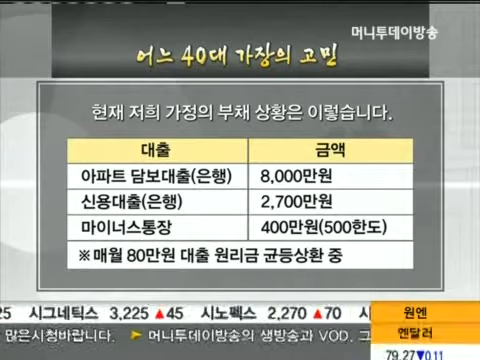 머니투데이방송
어느 40대 가장의 고민
현재 저희 가정의 부채 상황은 이렇습니다.
대출 금액
아파트 담보대출(은행) 8,000만원
신용대출(은행) 2,700만원
마이너스통장 400만원(500한도)
※ 매월 80만원 대출 원리금 균등상환 중
25 시그네틱스 3,225 ▲45 시노펙스 2,270 ▲70 시
원엔
많은시청바랍니다. ► 머니투데이방송의 생방송과 VOD, 그
엔달러
79.27▼0.11